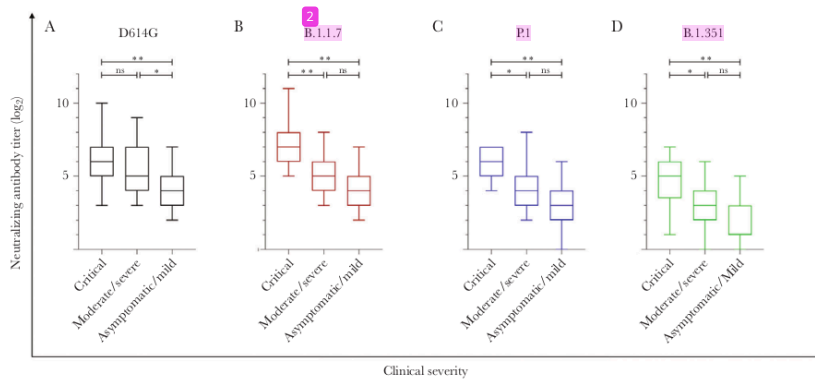 2
A
D614G
B
B.1.1.7
C
P.1
D
B.1.351
**
ns
*
**
**
ns
**
*
ns
**
*
ns
10
5
10
5
10
5
10
5
Neutralizing antibody titer (log2)
Critical
Moderate/severe
Asymptomatic/mild
Critical
Moderate/severe
Asymptomatic/mild
Critical
Moderate/severe
Asymptomatic/mild
Critical
Moderate/severe
Asymptomatic/Mild
Clinical severity